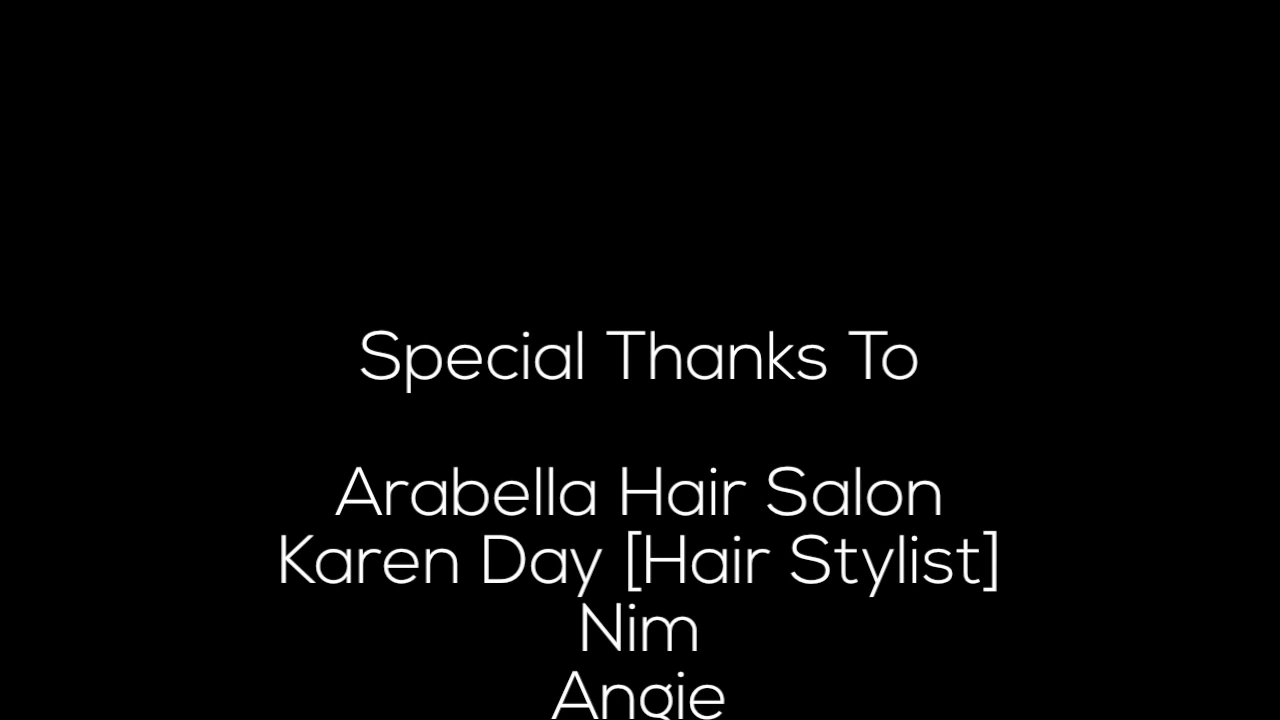 Special Thanks To
Arabella Hair Salon
Karen Day [Hair Stylist]
Nim
Angie